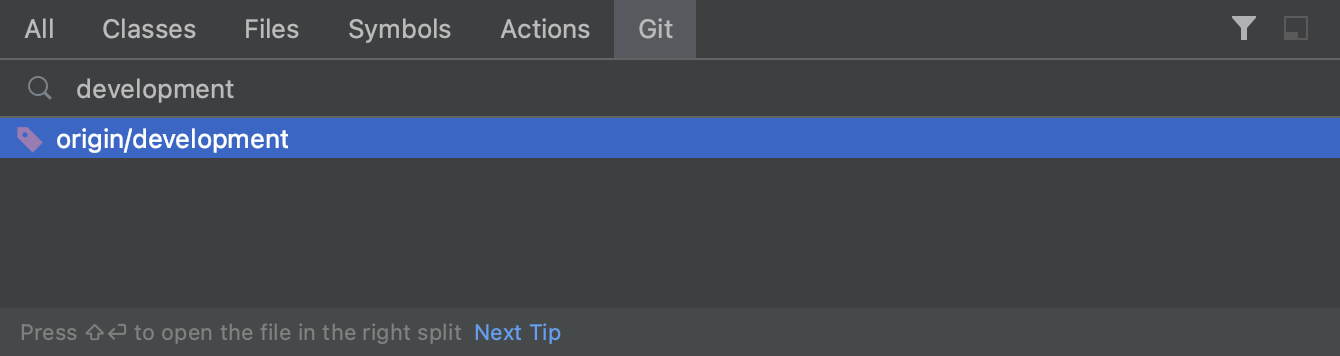 All Classes Files Symbols Actions Git
development
origin/development
Press ⇧⏎ to open the file in the right split Next Tip